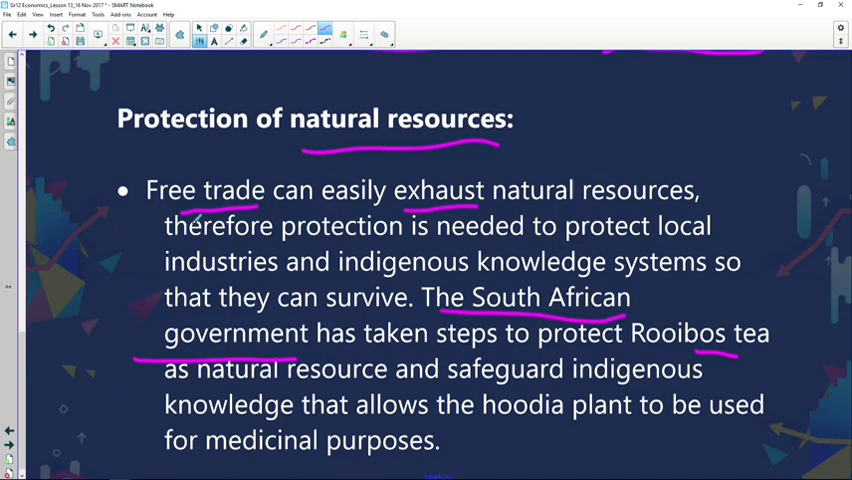 Gr12 Economics_Lesson 13_16 Nov 2017 * - SMART Notebook
SMART
File Edit View Insert Format Tools Add-ons Account Help
Protection of natural resources:
• Free trade can easily exhaust natural resources,
therefore protection is needed to protect local
industries and indigenous knowledge systems so
that they can survive. The South African
government has taken steps to protect Rooibos tea
as natural resource and safeguard indigenous
knowledge that allows the hoodia plant to be used
for medicinal purposes.